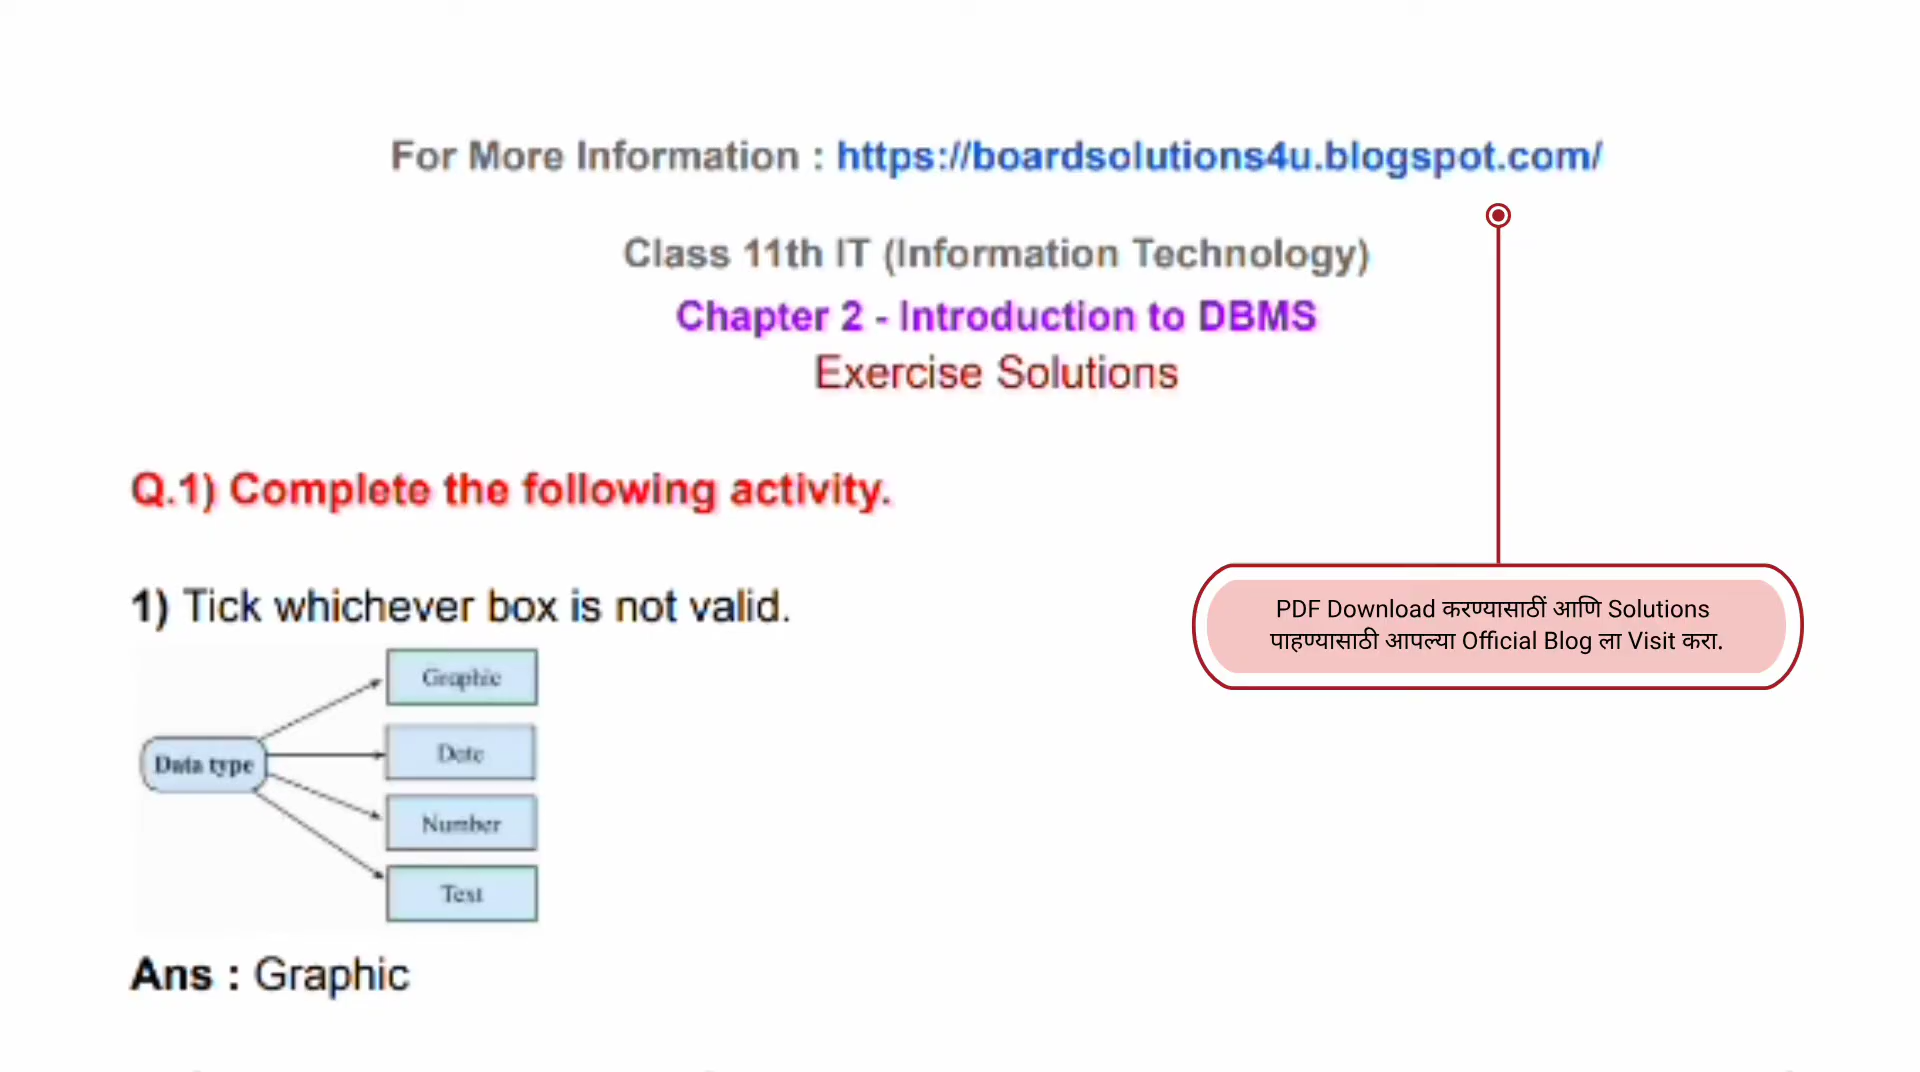 For More Information : https://boardsolutions4u.blogspot.com/
Class 11th IT (Information Technology)
Chapter 2 - Introduction to DBMS
Exercise Solutions
Q.1) Complete the following activity.
1) Tick whichever box is not valid.
PDF Download करण्यासाठीं आणि Solutions
पाहण्यासाठी आपल्या Official Blog ला Visit करा.
Graphic
Date
Data type
Number
Text
Ans : Graphic